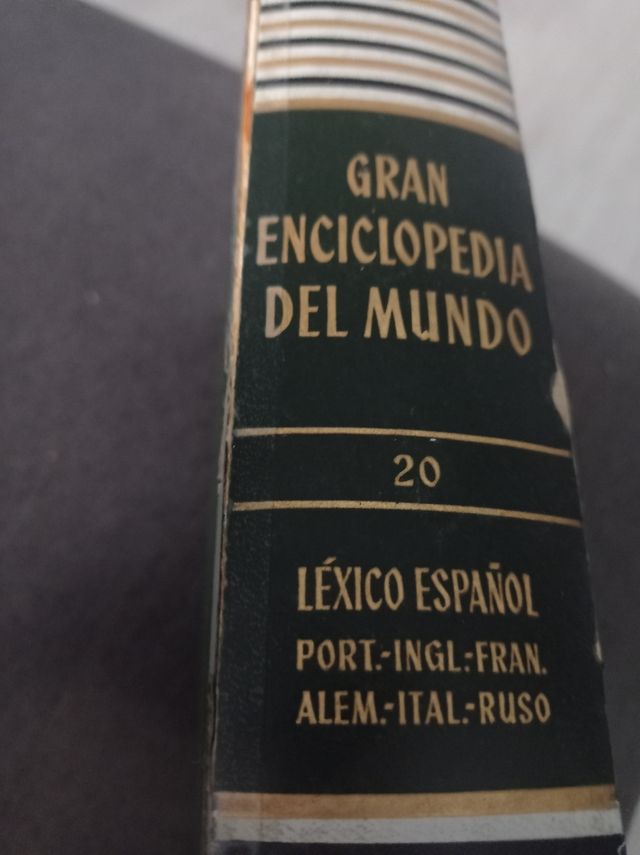 GRAN
ENCICLOPEDIA
DEL MUNDO
20
LÉXICO ESPAÑOL
PORT.-INGL.-FRAN.
ALEM.-ITAL.-RUSO